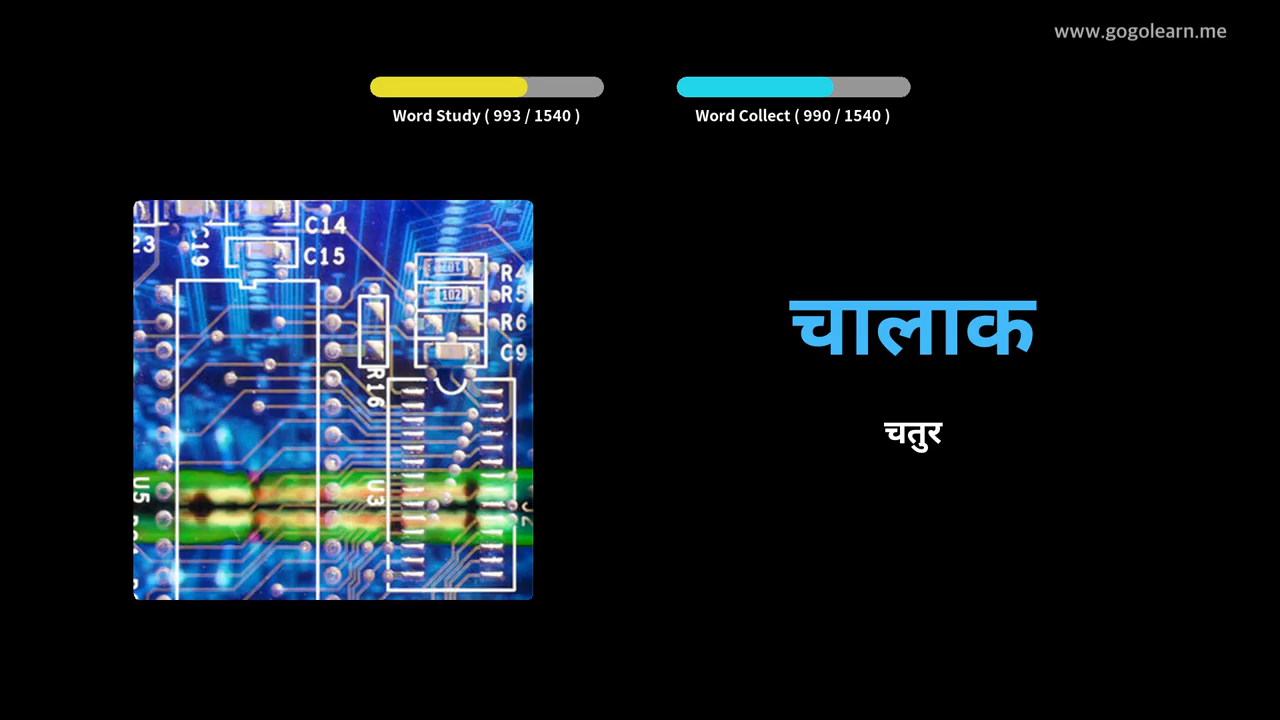 www.gogolearn.me
Word Study ( 993 / 1540 )
Word Collect ( 990 / 1540 )
C14
C15
C19
23
R4
R5
102
R6
C9
R16
U5
U3
चालाक
चतुर